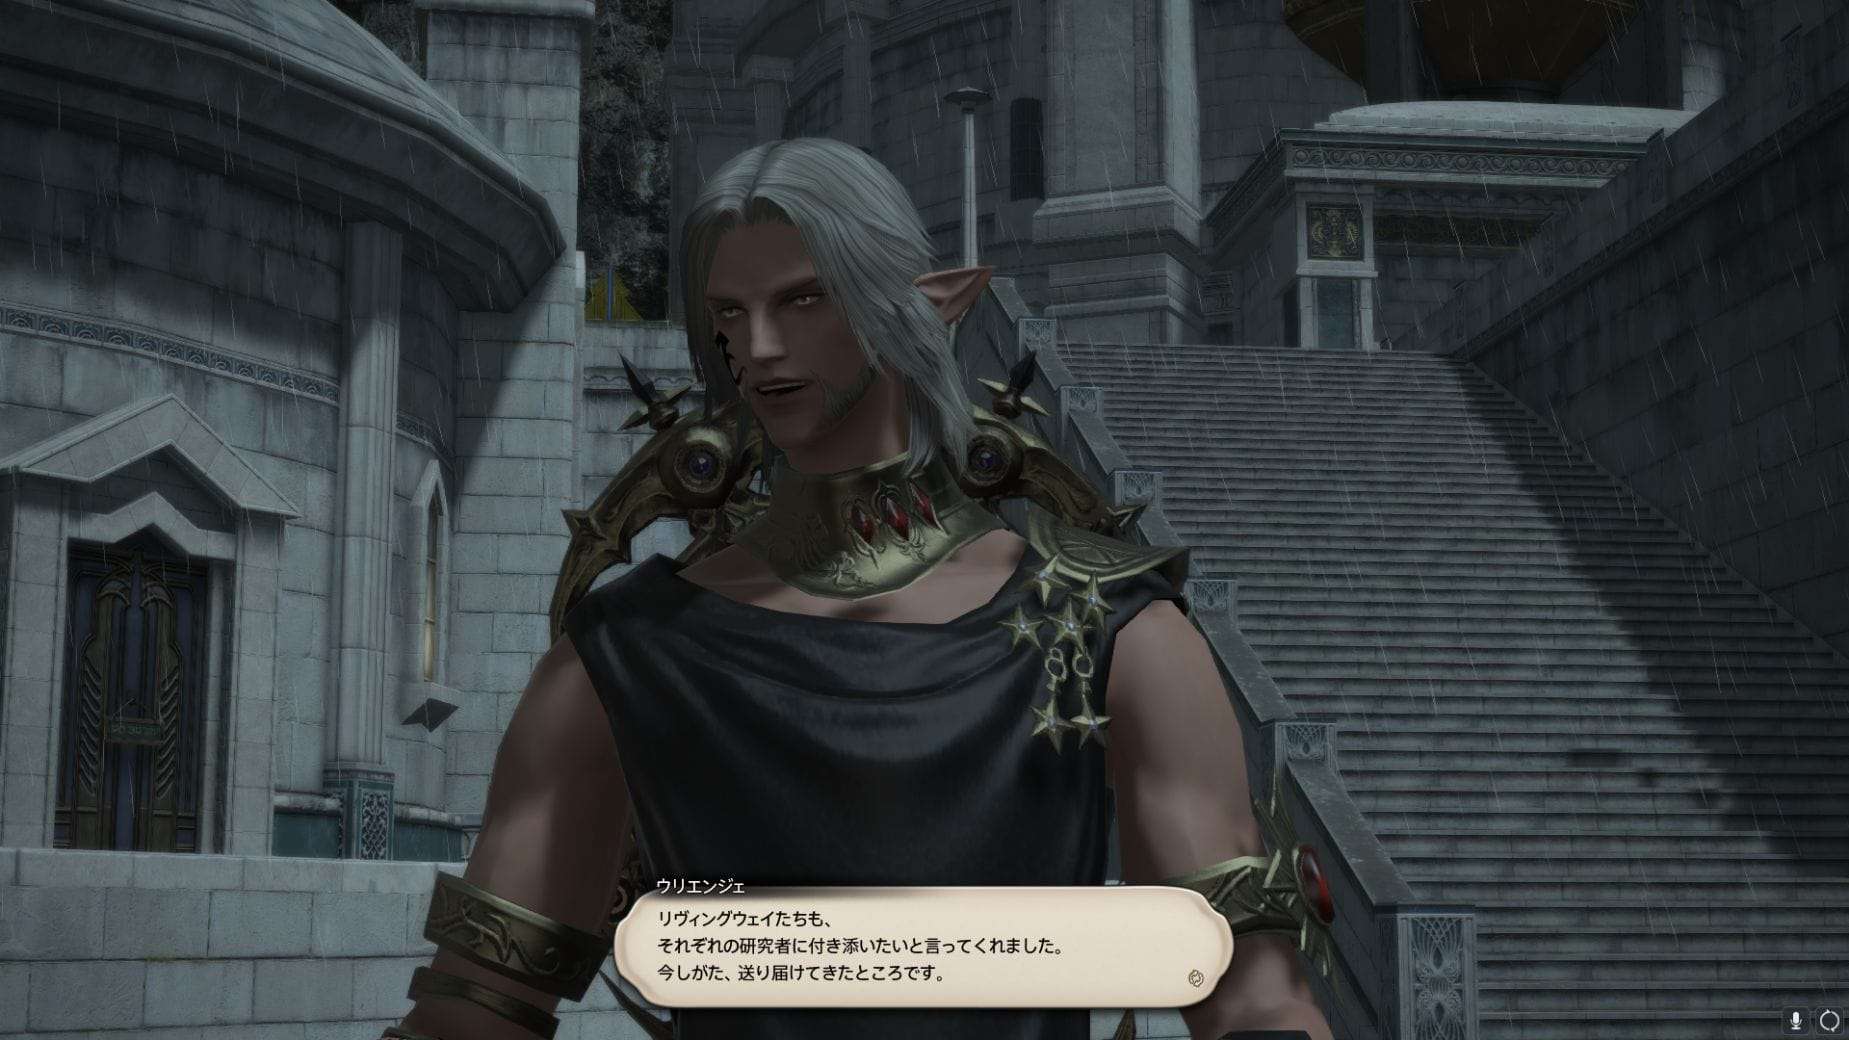 ウリエンジェ
リヴィングウェイたちも、
それぞれの研究者に付き添いたいと言ってくれました。
今しがた、送り届けてきたところです。